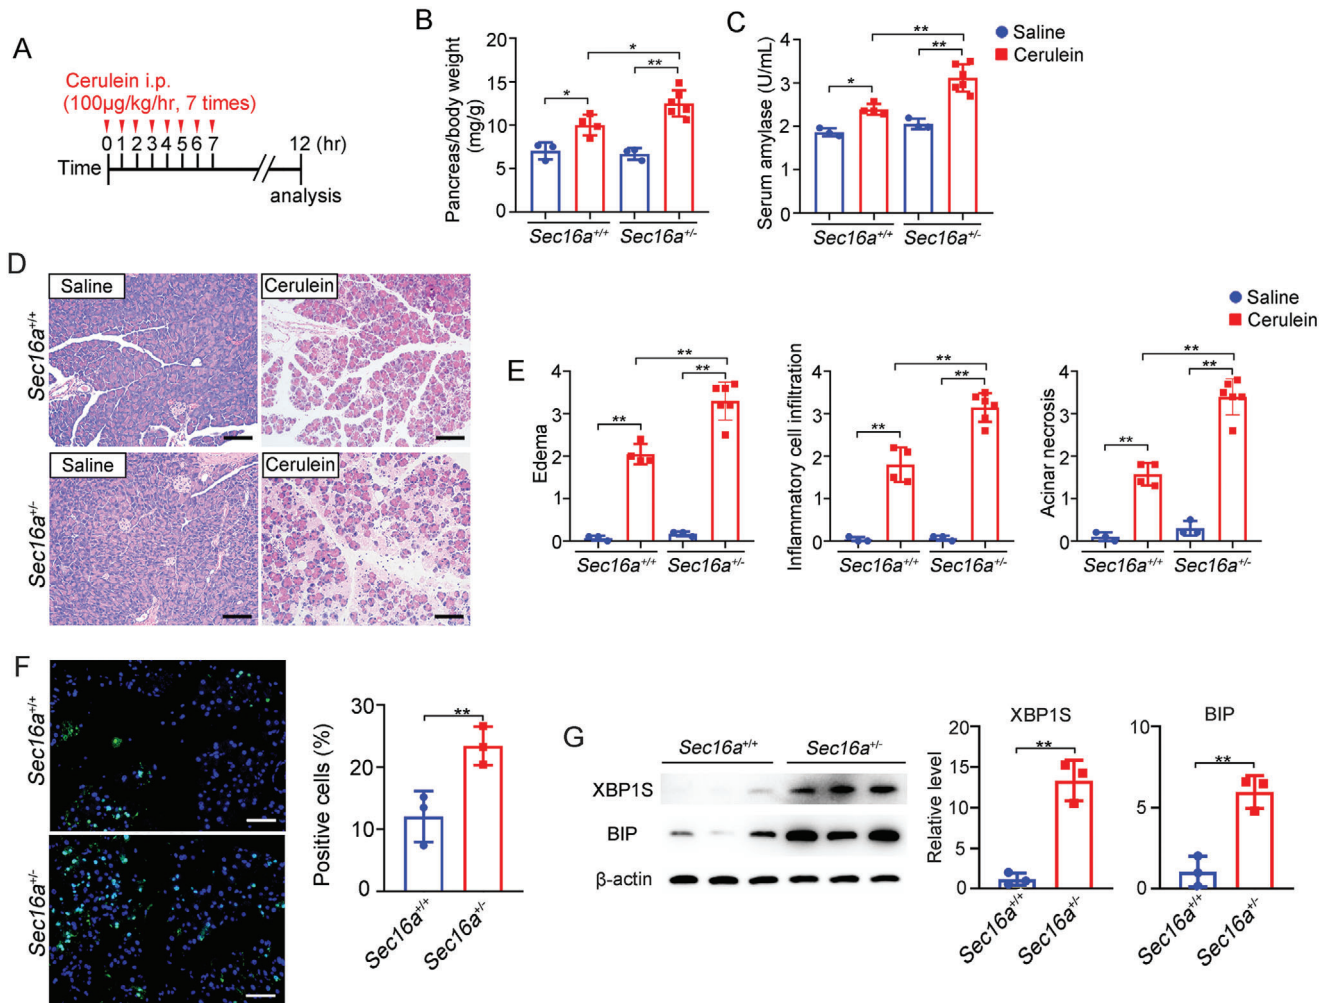 A
Cerulein i.p.
(100µg/kg/hr, 7 times)
0 1 2 3 4 5 6 7 12 (hr)
Time
analysis
B
Pancreas/body weight
(mg/g)
20
15
10
5
0
*
*
**
Sec16a+/+ Sec16a+/-
C
Serum amylase (U/mL)
4
3
2
1
0
*
**
**
Sec16a+/+ Sec16a+/-
Saline
Cerulein
D
Sec16a+/+
Saline
Cerulein
Sec16a+/-
Saline
Cerulein
Saline
Cerulein
E
Edema
4
3
2
1
0
**
**
**
Sec16a+/+ Sec16a+/-
Inflammatory cell infiltration
4
3
2
1
0
**
**
**
Sec16a+/+ Sec16a+/-
Acinar necrosis
4
3
2
1
0
**
**
**
Sec16a+/+ Sec16a+/-
F
Sec16a+/+
Sec16a+/-
Positive cells (%)
30
20
10
0
**
Sec16a+/+
Sec16a+/-
G
Sec16a+/+ Sec16a+/-
XBP1S
BIP
β-actin
XBP1S
Relative level
20
15
10
5
0
**
Sec16a+/+
Sec16a+/-
BIP
10
5
0
**
Sec16a+/+
Sec16a+/-